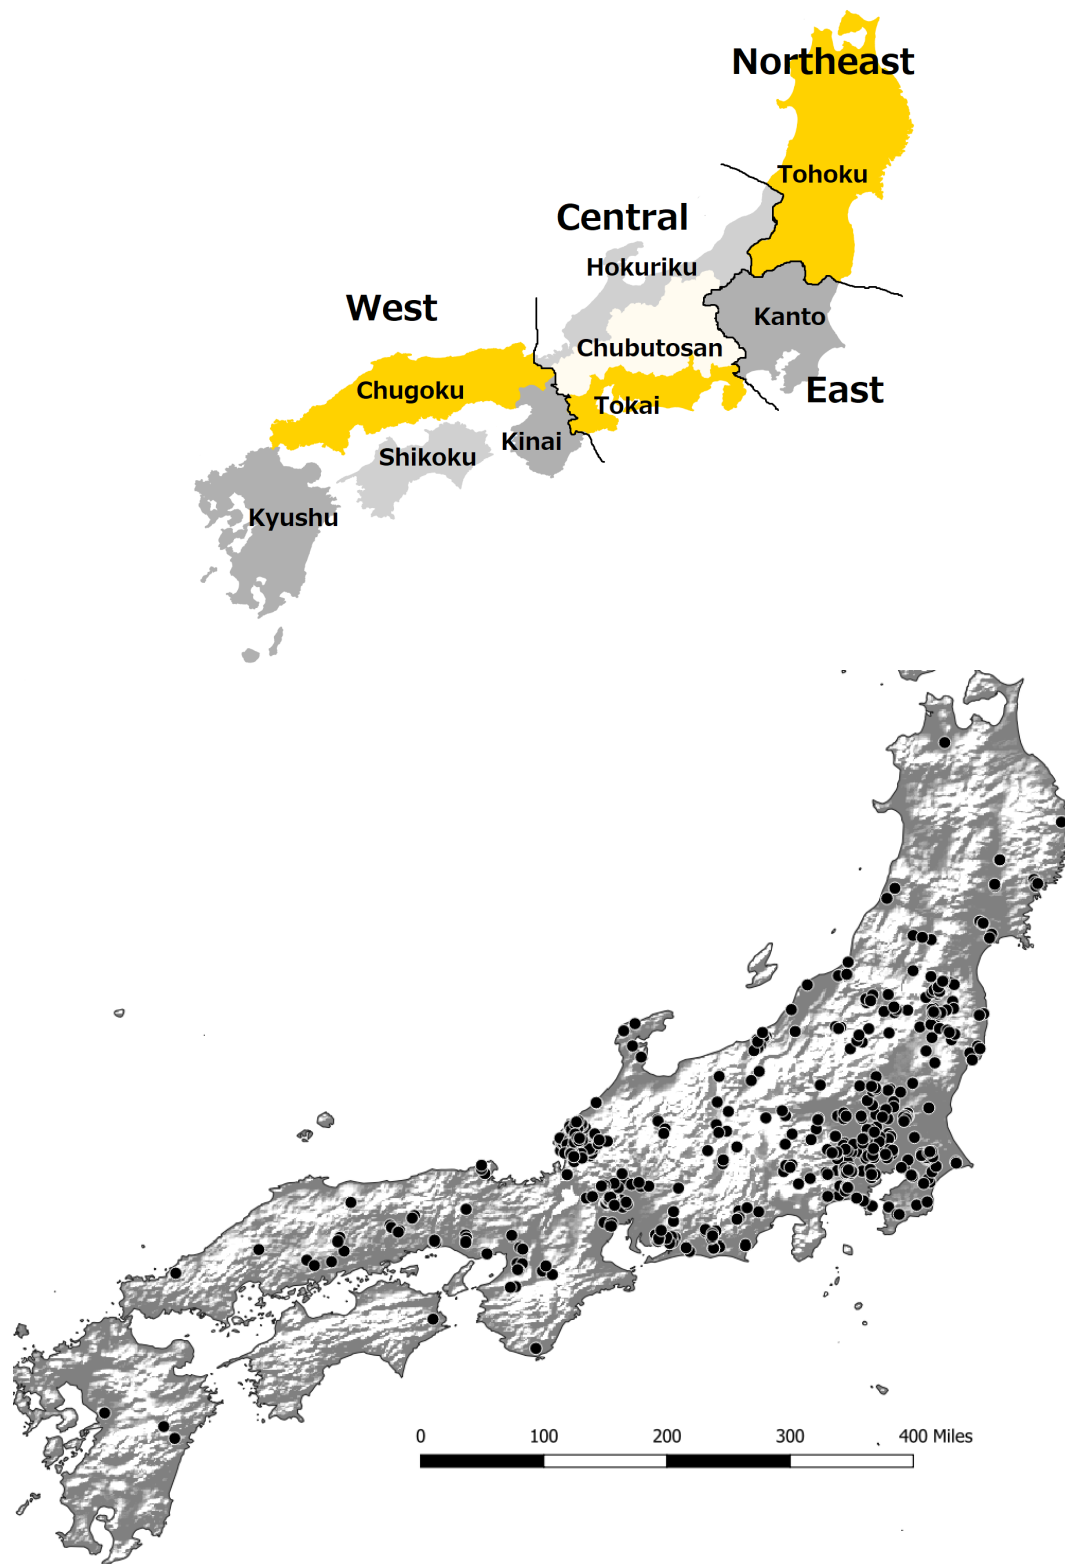 Northeast
Tohoku
Central
Hokuriku
West
Kanto
Chubutosan
Chugoku
Tokai
East
Kinai
Shikoku
Kyushu
0 100 200 300 400 Miles